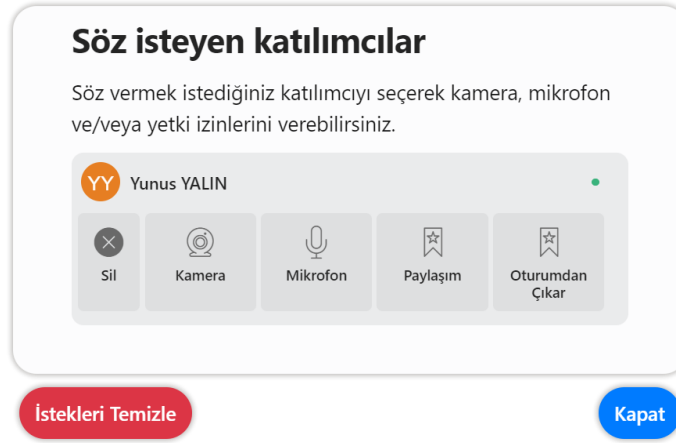 Söz isteyen katılımcılar
Söz vermek istediğiniz katılımcıyı seçerek kamera, mikrofon
ve/veya yetki izinlerini verebilirsiniz.
YY Yunus YALIN
Sil Kamera Mikrofon Paylaşım Oturumdan
Çıkar
İstekleri Temizle Kapat